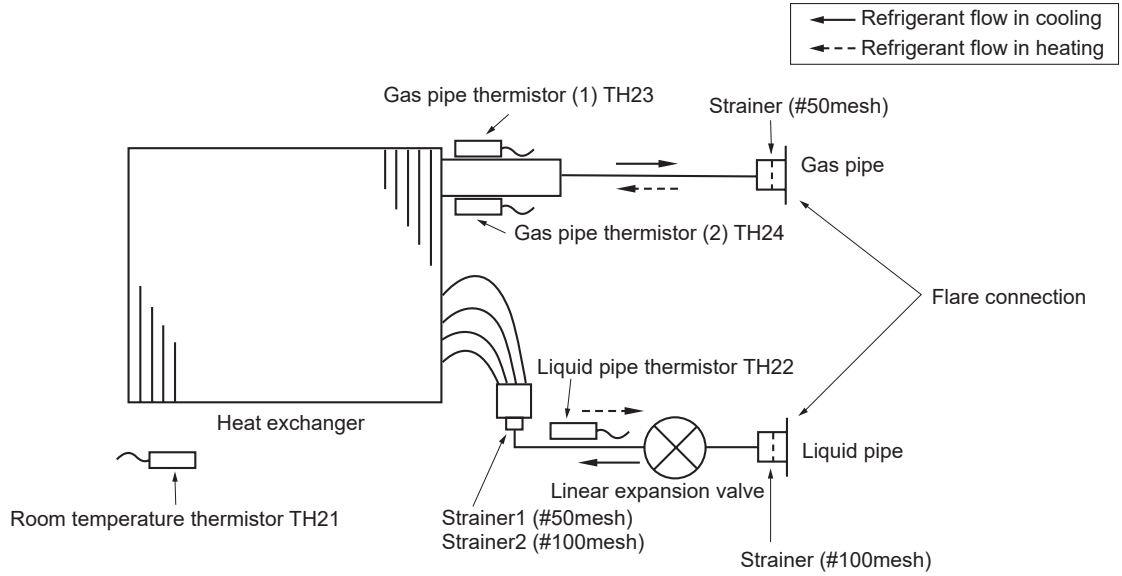 Refrigerant flow in cooling
Refrigerant flow in heating
Gas pipe thermistor (1) TH23
Strainer (#50mesh)
Gas pipe
Gas pipe thermistor (2) TH24
Flare connection
Liquid pipe thermistor TH22
Heat exchanger
Liquid pipe
Linear expansion valve
Room temperature thermistor TH21
Strainer1 (#50mesh)
Strainer2 (#100mesh)
Strainer (#100mesh)